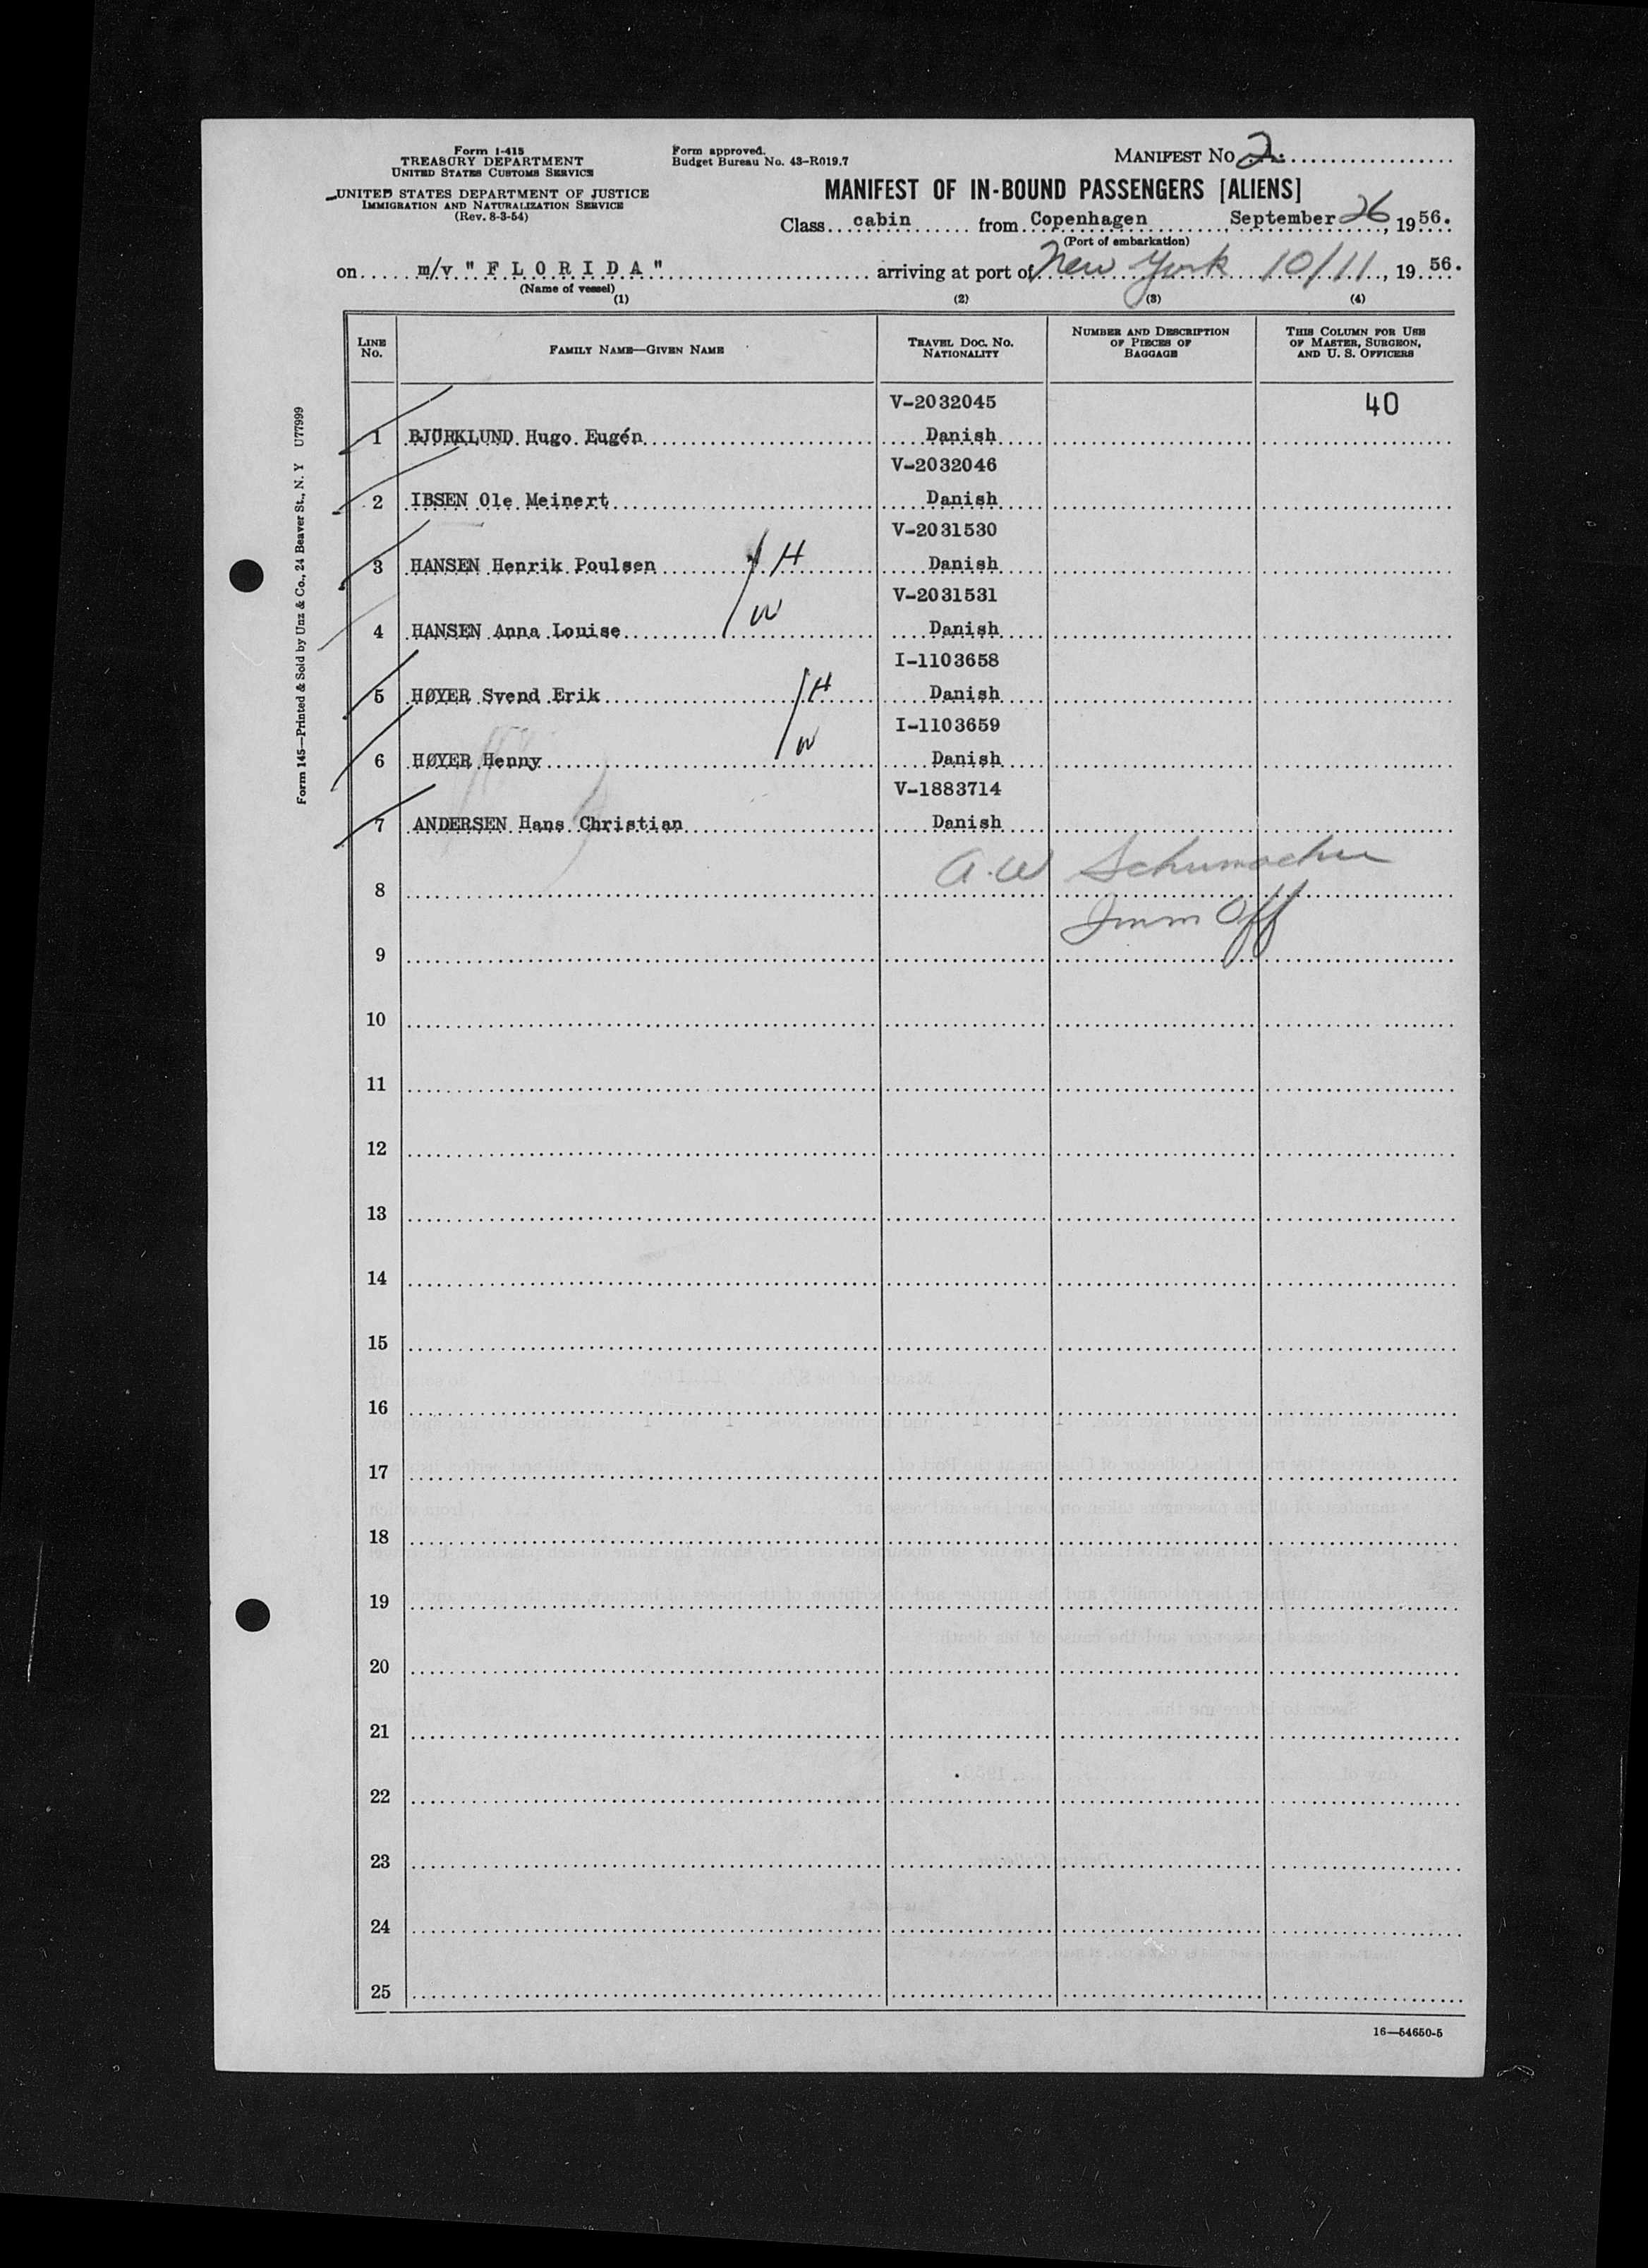 Form I-415
TREASURY DEPARTMENT
UNITED STATES CUSTOMS SERVICE
UNITED STATES DEPARTMENT OF JUSTICE
IMMIGRATION AND NATURALIZATION SERVICE
(Rev. 8-3-54)
Form approved.
Budget Bureau No. 43-R019.7
MANIFEST No. 2.
MANIFEST OF IN-BOUND PASSENGERS [ALIENS]
Class cabin from Copenhagen, September 26, 1956.
(Port of embarkation)
on m/v "FLORIDA" arriving at port of New York 10/11, 1956.
(Name of vessel)
(1) (2) (3) (4)
LINE No. FAMILY NAME—GIVEN NAME TRAVEL DOC. NO. NATIONALITY NUMBER AND DESCRIPTION OF PIECES OF BAGGAGE THIS COLUMN FOR USE OF MASTER, SURGEON, AND U. S. OFFICERS
V-2032045 40
1 BJÖRKLUND Hugo Eugén Danish
V-2032046
2 IBSEN Ole Meinert Danish
V-2031530
3 HANSEN Henrik Poulsen H Danish
V-2031531
4 HANSEN Anna Louise W Danish
I-1103658
5 HØYER Svend Erik H Danish
I-1103659
6 HØYER Henny W Danish
V-1883714
7 ANDERSEN Hans Christian Danish
A.W Schumacher
8
Imm Off
9
10
11
12
13
14
15
16
17
18
19
20
21
22
23
24
25
16—54650-5
Form 145—Printed & Sold by Unz & Co., 24 Beaver St., N. Y U77999